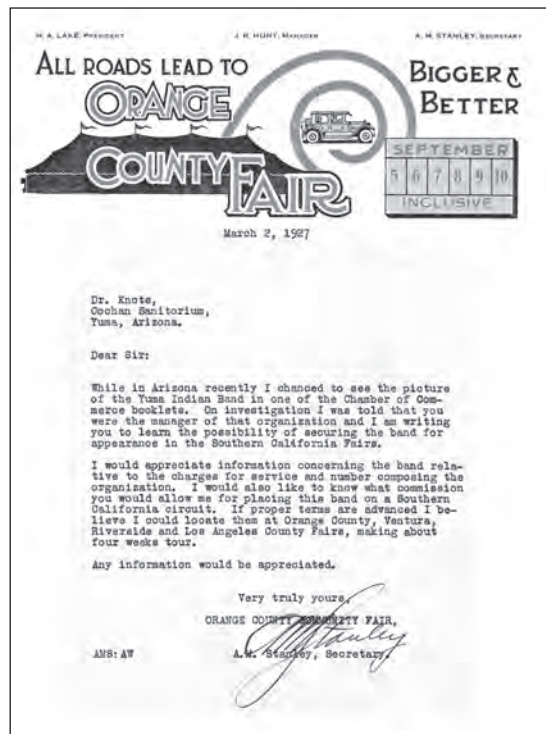 H. A. LAKE, PRESIDENT J. R. HUNT, MANAGER A. M. STANLEY, SECRETARY
ALL ROADS LEAD TO
ORANGE
COUNTY FAIR
BIGGER &
BETTER
SEPTEMBER
5 6 7 8 9 10
INCLUSIVE
March 2, 1927
Dr. Knots,
Cochan Sanitorium,
Yuma, Arizona.
Dear Sir:
While in Arizona recently I chanced to see the picture
of the Yuma Indian Band in one of the Chamber of Com-
merce booklets. On investigation I was told that you
were the manager of that organization and I am writing
you to learn the possibility of securing the band for
appearance in the Southern California Fairs.
I would appreciate information concerning the band rela-
tive to the charges for service and number composing the
organization. I would also like to know what commission
you would allow me for placing this band on a Southern
California circuit. If proper terms are advanced I be-
lieve I could locate them at Orange County, Ventura,
Riverside and Los Angeles County Fairs, making about
four weeks tour.
Any information would be appreciated.
Very truly yours,
ORANGE COUNTY COMMUNITY FAIR,
AMStanley
AMS:AW A.M. Stanley, Secretary.